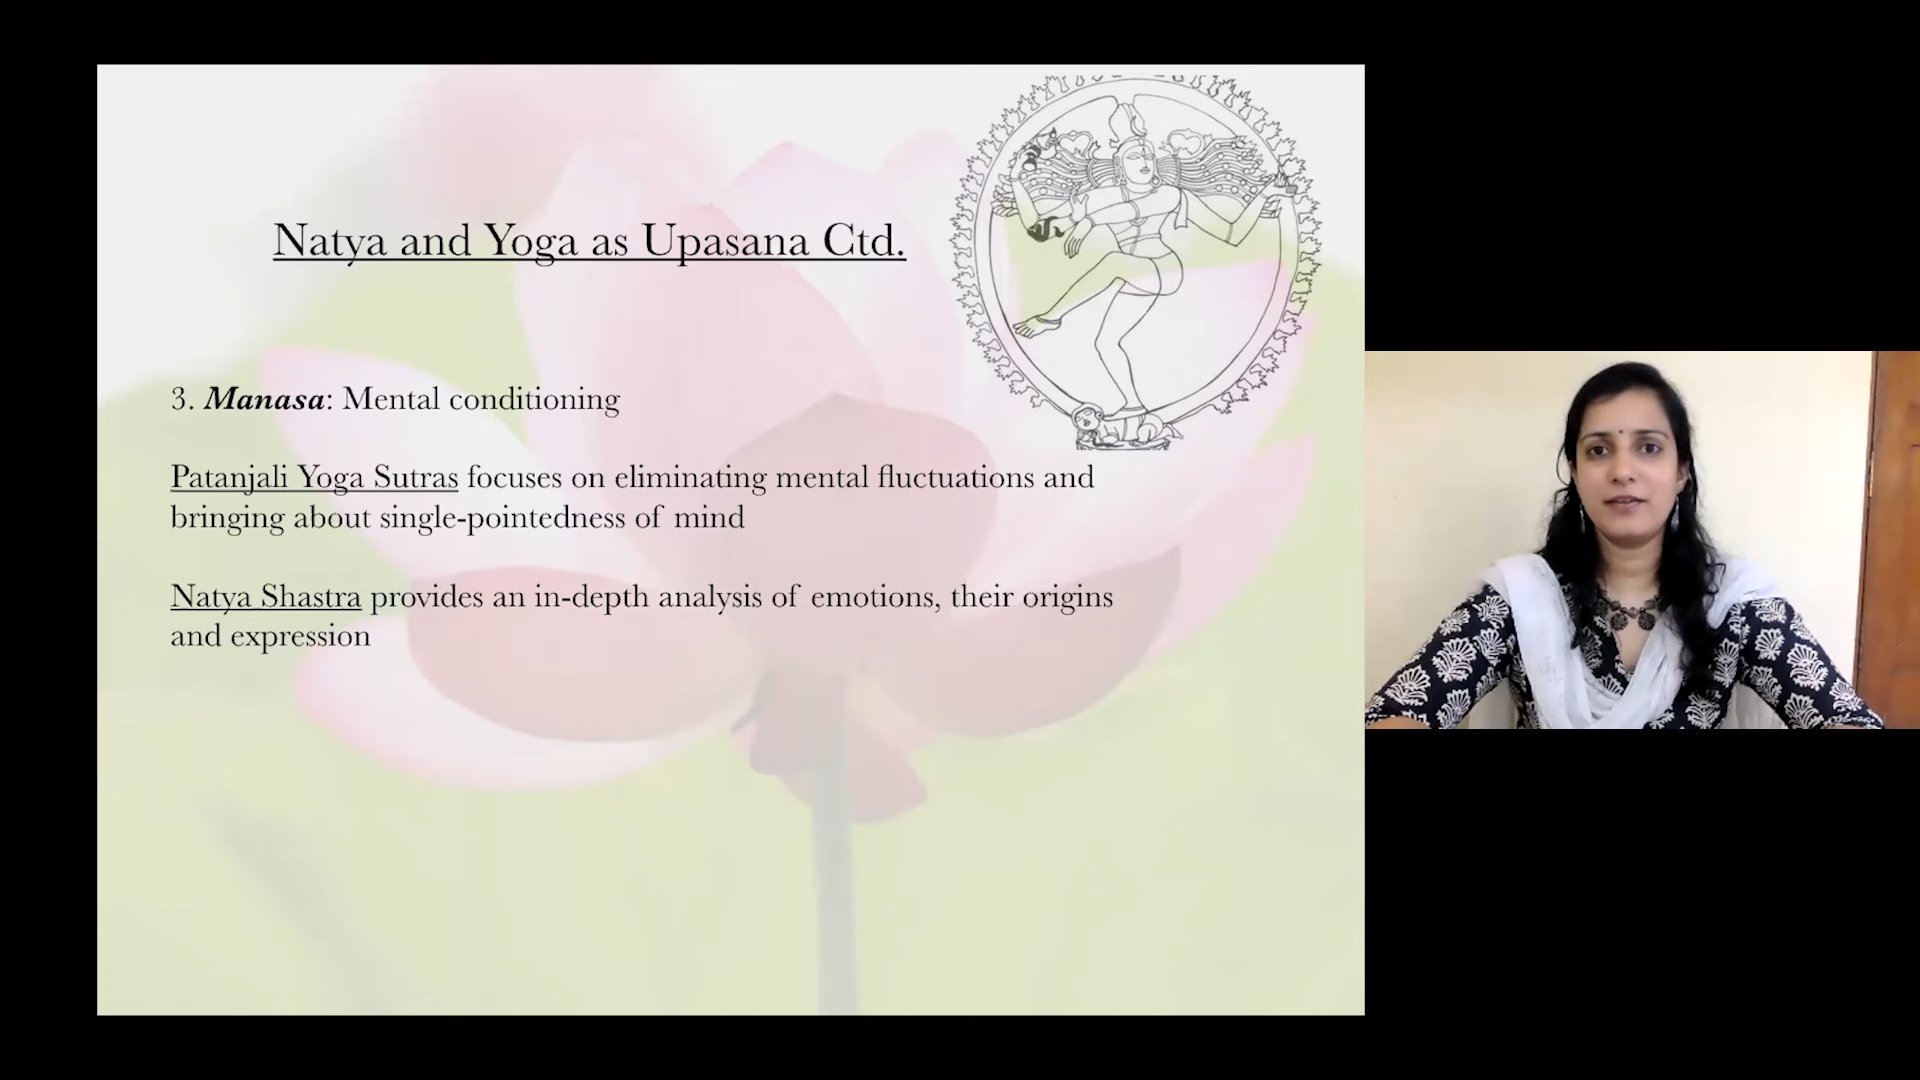 Natya and Yoga as Upasana Ctd.
3. Manasa: Mental conditioning
Patanjali Yoga Sutras focuses on eliminating mental fluctuations and
bringing about single-pointedness of mind
Natya Shastra provides an in-depth analysis of emotions, their origins
and expression